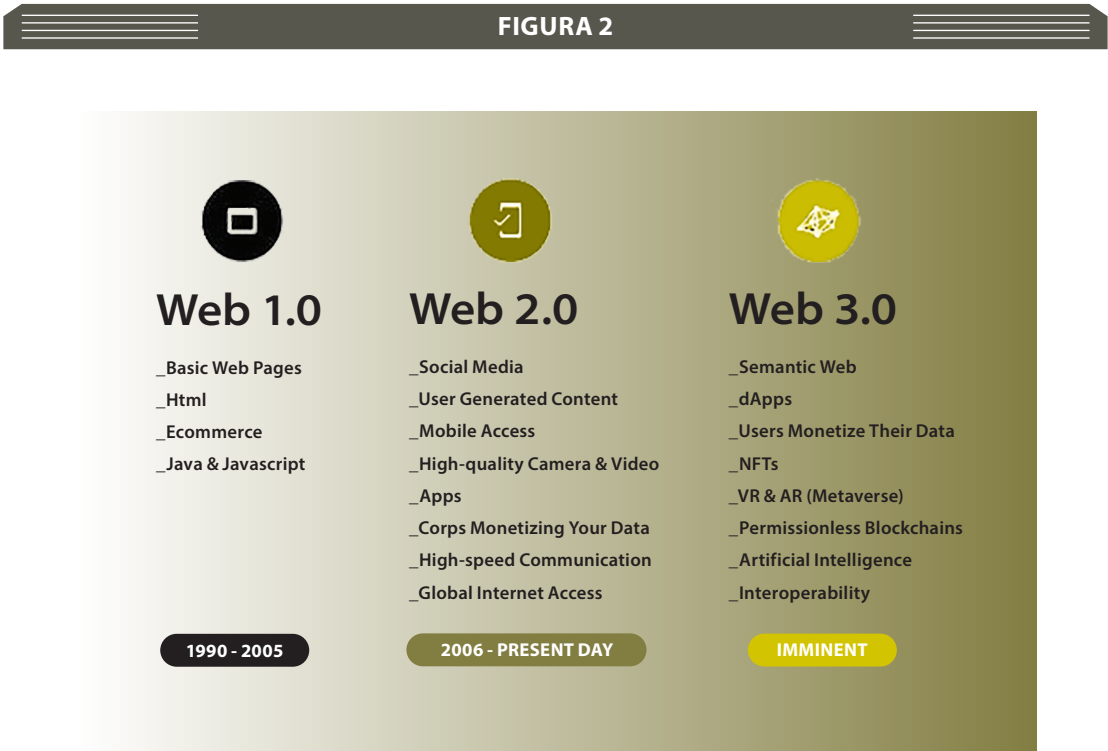 FIGURA 2
Web 1.0
_Basic Web Pages
_Html
_Ecommerce
_Java & Javascript
1990 - 2005
Web 2.0
_Social Media
_User Generated Content
_Mobile Access
_High-quality Camera & Video
_Apps
_Corps Monetizing Your Data
_High-speed Communication
_Global Internet Access
2006 - PRESENT DAY
Web 3.0
_Semantic Web
_dApps
_Users Monetize Their Data
_NFTs
_VR & AR (Metaverse)
_Permissionless Blockchains
_Artificial Intelligence
_Interoperability
IMMINENT